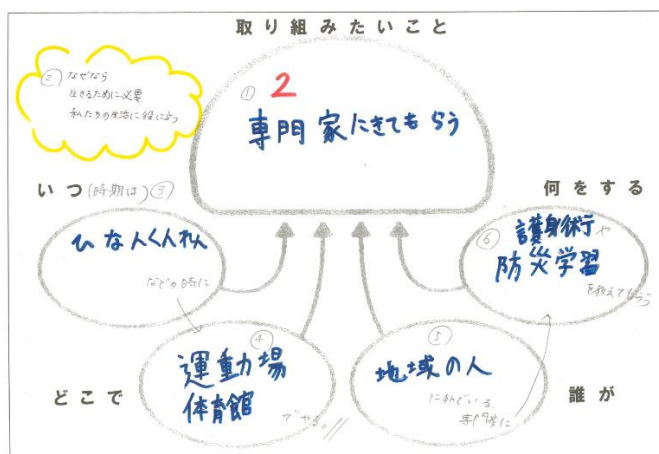 取り組みたいこと
② なぜなら
生きるために必要
私たちの生活に役に立つ
① 2
専門家にきてもらう
いつ(時期は)③
ひなんくんれん
などの時に
何をする
⑥ 護身術や
防災学習
を教えてもらう
どこで
④
運動場
体育館
でやる。
⑤
地域の人
に住んでいる
専門家に
誰が